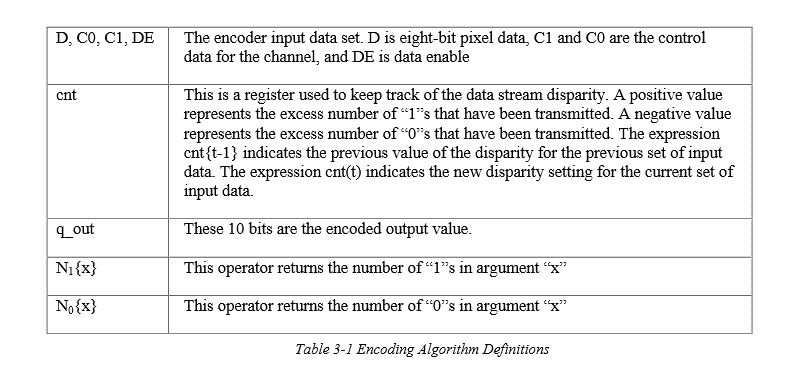 D, C0, C1, DE
The encoder input data set. D is eight-bit pixel data, C1 and C0 are the control
data for the channel, and DE is data enable
cnt
This is a register used to keep track of the data stream disparity. A positive value
represents the excess number of “1”s that have been transmitted. A negative value
represents the excess number of “0”s that have been transmitted. The expression
cnt{t-1} indicates the previous value of the disparity for the previous set of input
data. The expression cnt(t) indicates the new disparity setting for the current set of
input data.
q_out
These 10 bits are the encoded output value.
N₁{x}
This operator returns the number of “1”s in argument “x”
N₀{x}
This operator returns the number of “0”s in argument “x”
Table 3-1 Encoding Algorithm Definitions